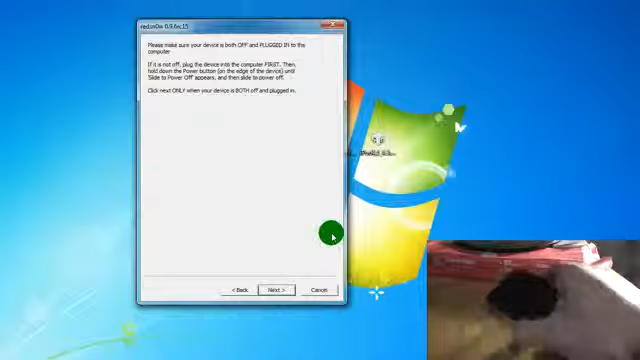 redsn0w 0.9.6rc15
Please make sure your device is both OFF and PLUGGED IN to the
computer
If it is not off, plug the device into the computer FIRST. Then,
hold down the Power button (on the edge of the device) until
'Slide to Power Off' appears, and then slide to power off.
Click next ONLY when your device is BOTH off and plugged in.
< Back
Next >
Cancel